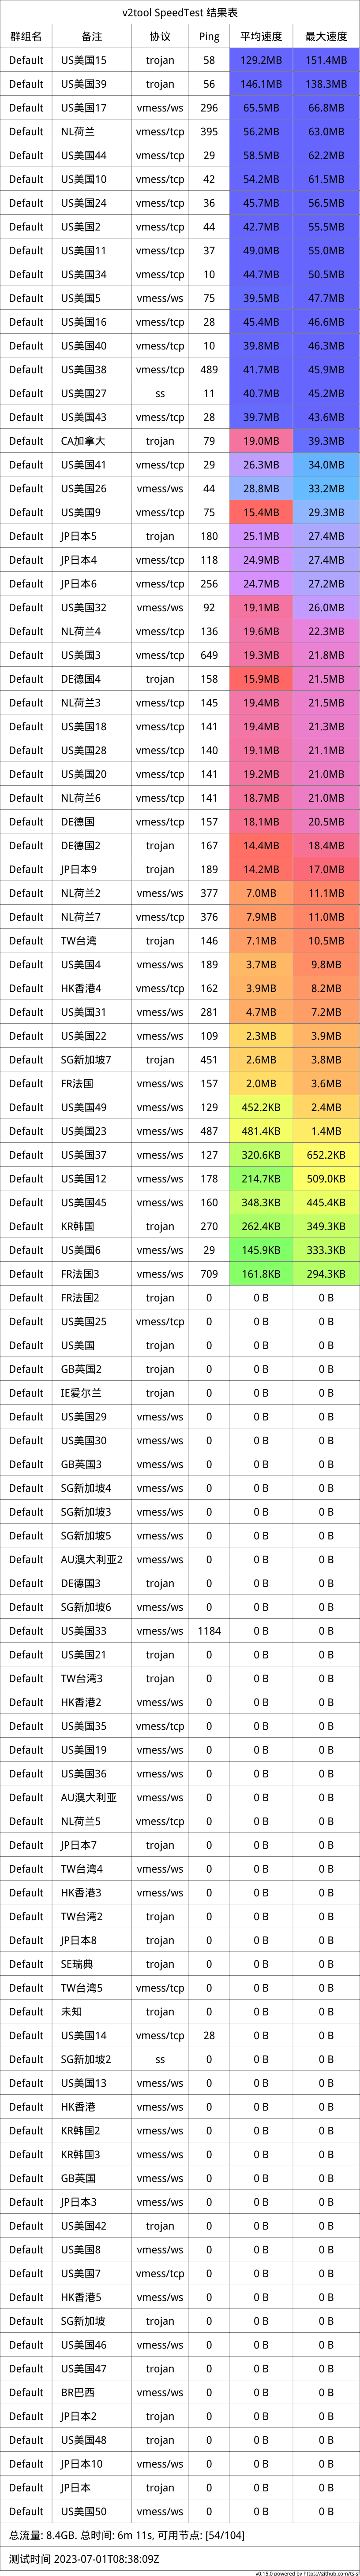 v2tool SpeedTest 结果表
群组名 备注 协议 Ping 平均速度 最大速度
Default US美国15 trojan 58 129.2MB 151.4MB
Default US美国39 trojan 56 146.1MB 138.3MB
Default US美国17 vmess/ws 296 65.5MB 66.8MB
Default NL荷兰 vmess/tcp 395 56.2MB 63.0MB
Default US美国44 vmess/tcp 29 58.5MB 62.2MB
Default US美国10 vmess/tcp 42 54.2MB 61.5MB
Default US美国24 vmess/tcp 36 45.7MB 56.5MB
Default US美国2 vmess/tcp 44 42.7MB 55.5MB
Default US美国11 vmess/tcp 37 49.0MB 55.0MB
Default US美国34 vmess/tcp 10 44.7MB 50.5MB
Default US美国5 vmess/ws 75 39.5MB 47.7MB
Default US美国16 vmess/tcp 28 45.4MB 46.6MB
Default US美国40 vmess/tcp 10 39.8MB 46.3MB
Default US美国38 vmess/tcp 489 41.7MB 45.9MB
Default US美国27 ss 11 40.7MB 45.2MB
Default US美国43 vmess/tcp 28 39.7MB 43.6MB
Default CA加拿大 trojan 79 19.0MB 39.3MB
Default US美国41 vmess/tcp 29 26.3MB 34.0MB
Default US美国26 vmess/ws 44 28.8MB 33.2MB
Default US美国9 vmess/tcp 75 15.4MB 29.3MB
Default JP日本5 trojan 180 25.1MB 27.4MB
Default JP日本4 vmess/tcp 118 24.9MB 27.4MB
Default JP日本6 vmess/tcp 256 24.7MB 27.2MB
Default US美国32 vmess/ws 92 19.1MB 26.0MB
Default NL荷兰4 vmess/tcp 136 19.6MB 22.3MB
Default US美国3 vmess/tcp 649 19.3MB 21.8MB
Default DE德国4 trojan 158 15.9MB 21.5MB
Default NL荷兰3 vmess/tcp 145 19.4MB 21.5MB
Default US美国18 vmess/tcp 141 19.4MB 21.3MB
Default US美国28 vmess/tcp 140 19.1MB 21.1MB
Default US美国20 vmess/tcp 141 19.2MB 21.0MB
Default NL荷兰6 vmess/tcp 141 18.7MB 21.0MB
Default DE德国 vmess/tcp 157 18.1MB 20.5MB
Default DE德国2 trojan 167 14.4MB 18.4MB
Default JP日本9 trojan 189 14.2MB 17.0MB
Default NL荷兰2 vmess/ws 377 7.0MB 11.1MB
Default NL荷兰7 vmess/tcp 376 7.9MB 11.0MB
Default TW台湾 trojan 146 7.1MB 10.5MB
Default US美国4 vmess/ws 189 3.7MB 9.8MB
Default HK香港4 vmess/tcp 162 3.9MB 8.2MB
Default US美国31 vmess/ws 281 4.7MB 7.2MB
Default US美国22 vmess/ws 109 2.3MB 3.9MB
Default SG新加坡7 trojan 451 2.6MB 3.8MB
Default FR法国 vmess/ws 157 2.0MB 3.6MB
Default US美国49 vmess/ws 129 452.2KB 2.4MB
Default US美国23 vmess/ws 487 481.4KB 1.4MB
Default US美国37 vmess/ws 127 320.6KB 652.2KB
Default US美国12 vmess/ws 178 214.7KB 509.0KB
Default US美国45 vmess/ws 160 348.3KB 445.4KB
Default KR韩国 trojan 270 262.4KB 349.3KB
Default US美国6 vmess/ws 29 145.9KB 333.3KB
Default FR法国3 vmess/ws 709 161.8KB 294.3KB
Default FR法国2 trojan 0 0 B 0 B
Default US美国25 vmess/tcp 0 0 B 0 B
Default US美国 trojan 0 0 B 0 B
Default GB英国2 trojan 0 0 B 0 B
Default IE爱尔兰 trojan 0 0 B 0 B
Default US美国29 vmess/ws 0 0 B 0 B
Default US美国30 vmess/ws 0 0 B 0 B
Default GB英国3 vmess/ws 0 0 B 0 B
Default SG新加坡4 vmess/ws 0 0 B 0 B
Default SG新加坡3 vmess/ws 0 0 B 0 B
Default SG新加坡5 vmess/ws 0 0 B 0 B
Default AU澳大利亚2 vmess/ws 0 0 B 0 B
Default DE德国3 trojan 0 0 B 0 B
Default SG新加坡6 vmess/ws 0 0 B 0 B
Default US美国33 vmess/ws 1184 0 B 0 B
Default US美国21 trojan 0 0 B 0 B
Default TW台湾3 trojan 0 0 B 0 B
Default HK香港2 vmess/ws 0 0 B 0 B
Default US美国35 vmess/tcp 0 0 B 0 B
Default US美国19 vmess/ws 0 0 B 0 B
Default US美国36 vmess/ws 0 0 B 0 B
Default AU澳大利亚 vmess/ws 0 0 B 0 B
Default NL荷兰5 vmess/tcp 0 0 B 0 B
Default JP日本7 trojan 0 0 B 0 B
Default TW台湾4 vmess/ws 0 0 B 0 B
Default HK香港3 vmess/ws 0 0 B 0 B
Default TW台湾2 trojan 0 0 B 0 B
Default JP日本8 trojan 0 0 B 0 B
Default SE瑞典 trojan 0 0 B 0 B
Default TW台湾5 vmess/tcp 0 0 B 0 B
Default 未知 trojan 0 0 B 0 B
Default US美国14 vmess/tcp 28 0 B 0 B
Default SG新加坡2 ss 0 0 B 0 B
Default US美国13 vmess/ws 0 0 B 0 B
Default HK香港 vmess/ws 0 0 B 0 B
Default KR韩国2 vmess/ws 0 0 B 0 B
Default KR韩国3 vmess/ws 0 0 B 0 B
Default GB英国 vmess/ws 0 0 B 0 B
Default JP日本3 vmess/ws 0 0 B 0 B
Default US美国42 trojan 0 0 B 0 B
Default US美国8 vmess/ws 0 0 B 0 B
Default US美国7 vmess/tcp 0 0 B 0 B
Default HK香港5 vmess/ws 0 0 B 0 B
Default SG新加坡 trojan 0 0 B 0 B
Default US美国46 vmess/ws 0 0 B 0 B
Default US美国47 trojan 0 0 B 0 B
Default BR巴西 vmess/ws 0 0 B 0 B
Default JP日本2 trojan 0 0 B 0 B
Default US美国48 trojan 0 0 B 0 B
Default JP日本10 vmess/ws 0 0 B 0 B
Default JP日本 trojan 0 0 B 0 B
Default US美国50 vmess/ws 0 0 B 0 B
总流量: 8.4GB. 总时间: 6m 11s, 可用节点: [54/104]
测试时间 2023-07-01T08:38:09Z
v0.15.0 powered by https://github.com/ts-sf